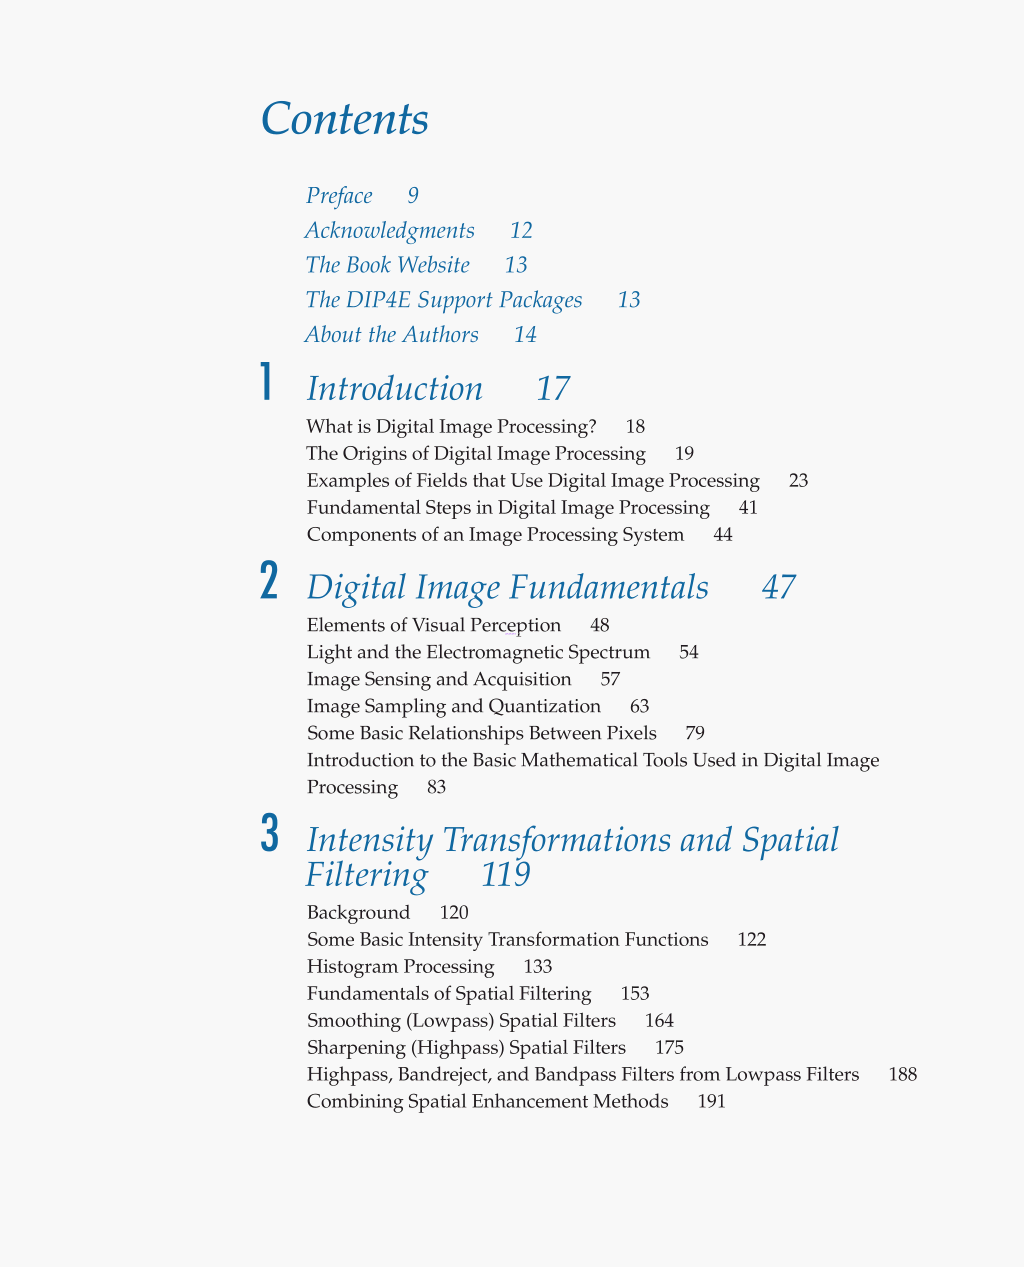 Contents
Preface 9
Acknowledgments 12
The Book Website 13
The DIP4E Support Packages 13
About the Authors 14
1 Introduction 17
What is Digital Image Processing? 18
The Origins of Digital Image Processing 19
Examples of Fields that Use Digital Image Processing 23
Fundamental Steps in Digital Image Processing 41
Components of an Image Processing System 44
2 Digital Image Fundamentals 47
Elements of Visual Perception 48
Light and the Electromagnetic Spectrum 54
Image Sensing and Acquisition 57
Image Sampling and Quantization 63
Some Basic Relationships Between Pixels 79
Introduction to the Basic Mathematical Tools Used in Digital Image
Processing 83
3 Intensity Transformations and Spatial
Filtering 119
Background 120
Some Basic Intensity Transformation Functions 122
Histogram Processing 133
Fundamentals of Spatial Filtering 153
Smoothing (Lowpass) Spatial Filters 164
Sharpening (Highpass) Spatial Filters 175
Highpass, Bandreject, and Bandpass Filters from Lowpass Filters 188
Combining Spatial Enhancement Methods 191